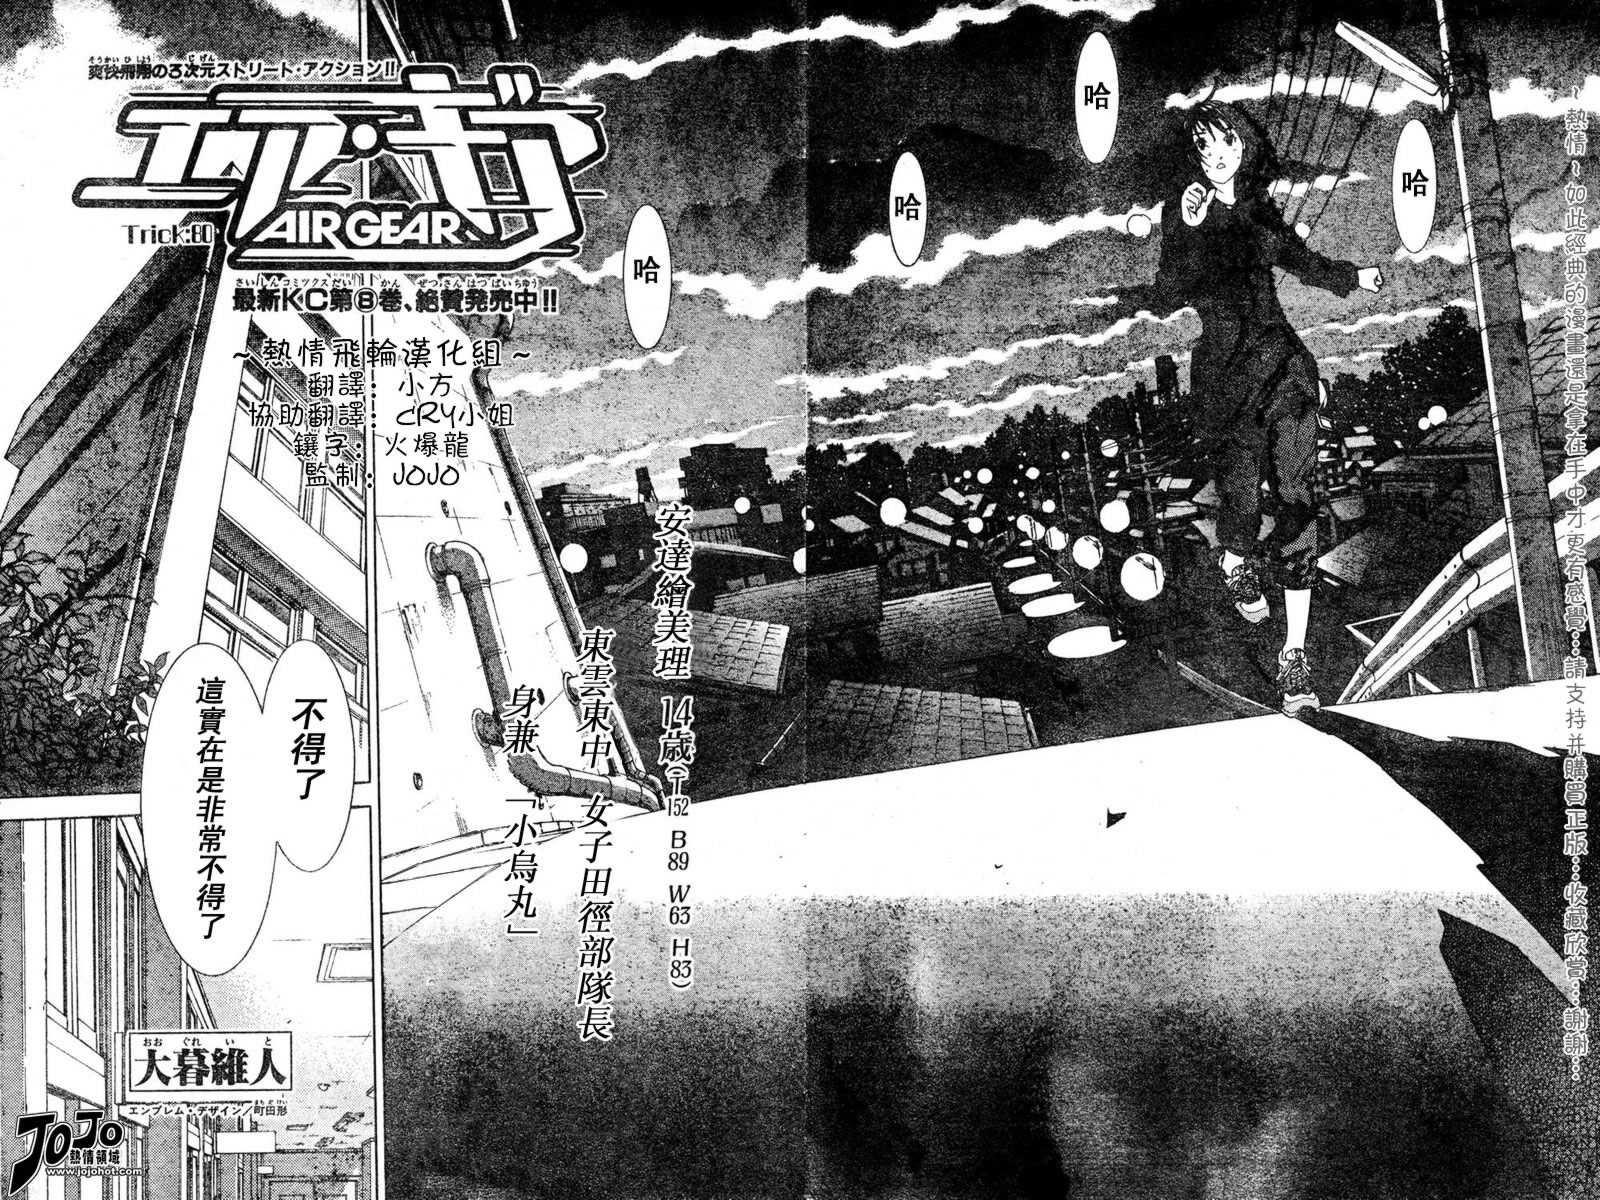 爽快飛翔のろ次元ストリート・アクション!!
エア・ギア
AIR GEAR
Trick:80
最新KC第⑧巻、絶賛発売中!!
~熱情飛輪漢化組~
翻譯: 小方
協助翻譯: CRY小姐
鑲字: 火爆龍
監制: JOJO
哈
哈
哈
哈
~熱情~如此經典的漫畫還是拿在手中才更有感覺…請支持并購買正版…收藏欣賞…謝謝…
安達繪美理 14歲(T152 B89 W63 H83)
東雲東中 女子田徑部隊長
身兼「小烏丸」
不得了
這實在是非常不得了
おおぐれいと
大暮維人
エンブレム・デザイン/町田形
JOJO
熱情領域
www.jojohot.com